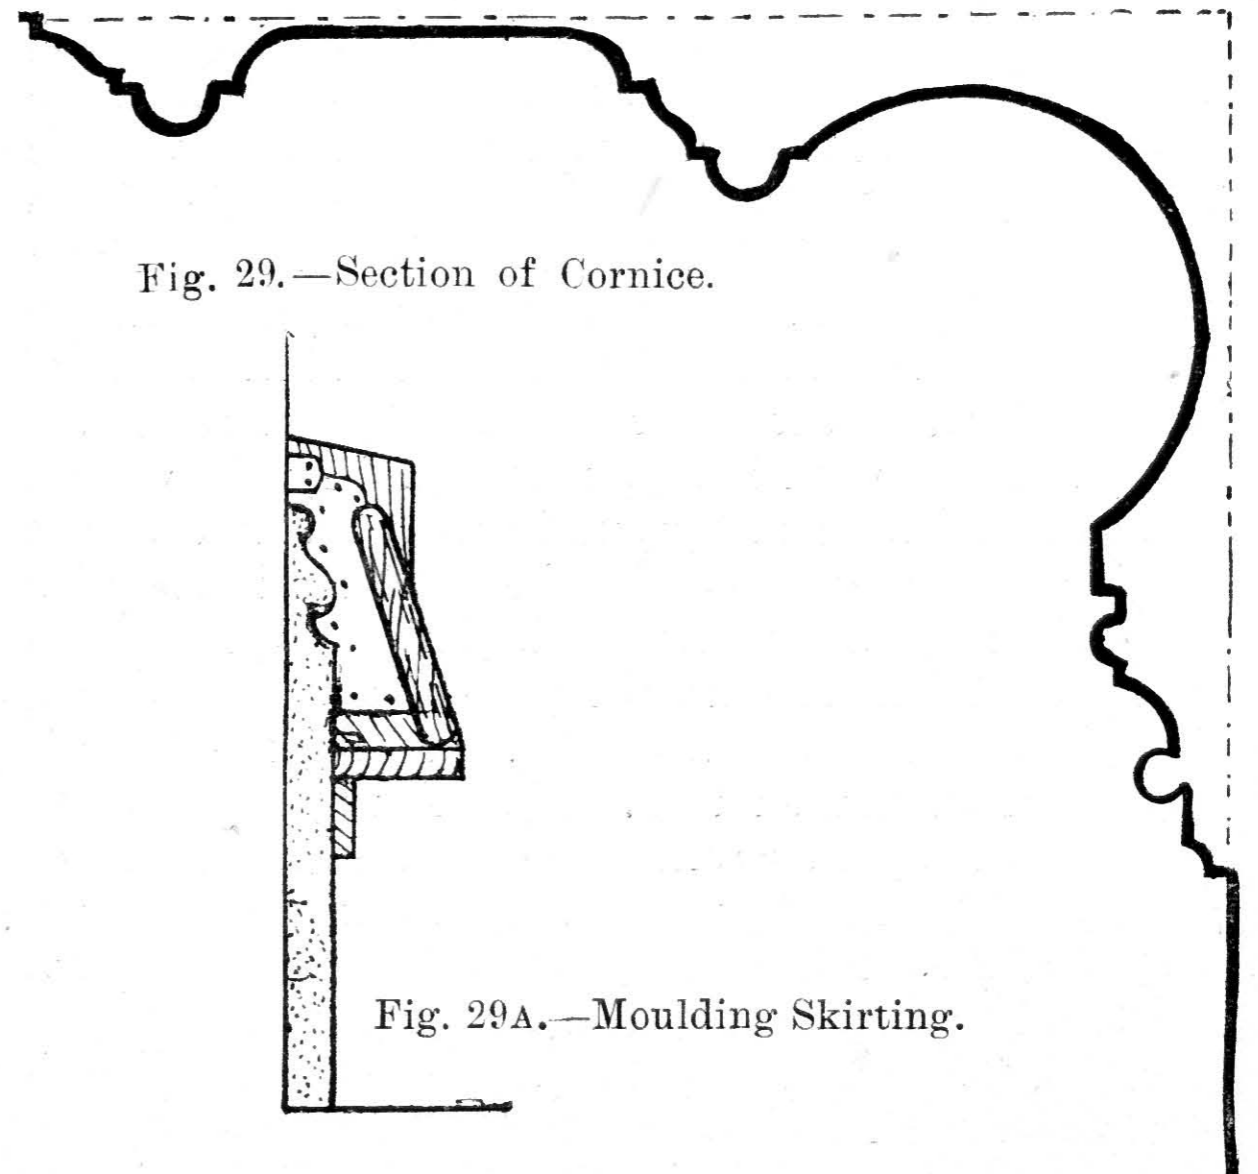 Fig. 29.—Section of Cornice.
Fig. 29A.—Moulding Skirting.